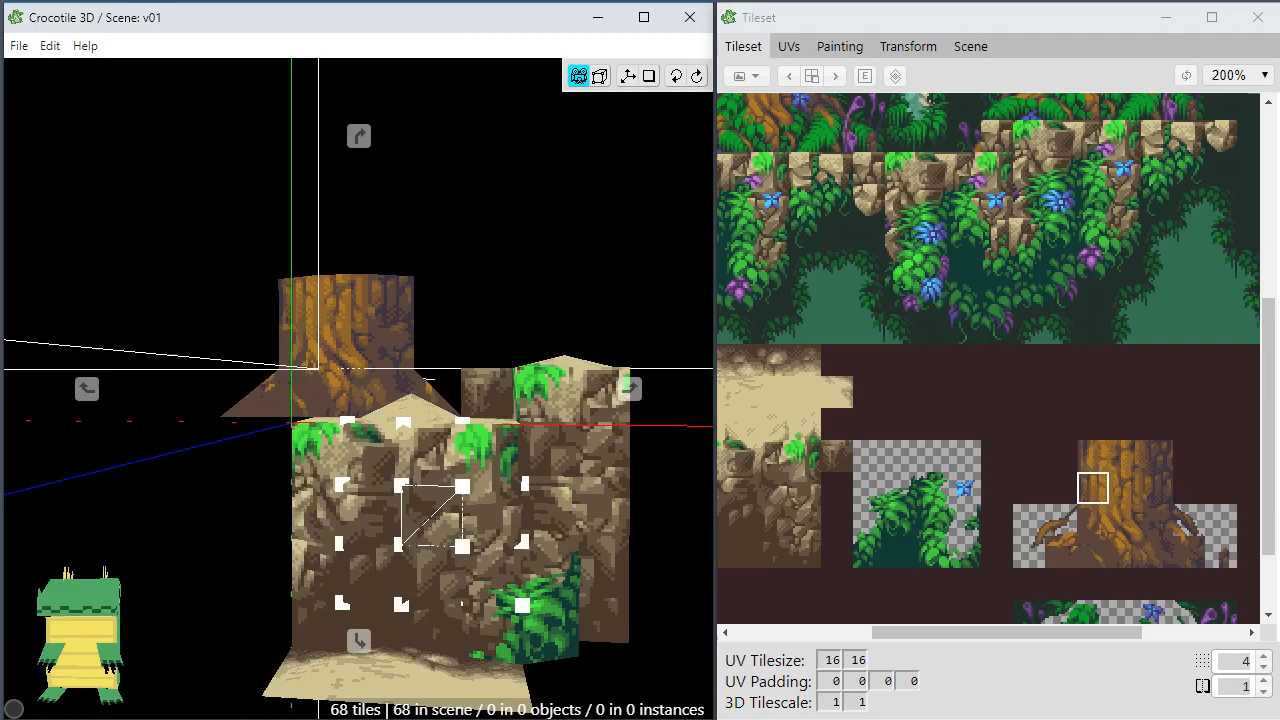 Crocotile 3D / Scene: v01
File Edit Help
68 tiles | 68 in scene / 0 in 0 objects / 0 in 0 instances
Tileset
Tileset UVs Painting Transform Scene
E 200%
UV Tilesize: 16 16
UV Padding: 0 0 0 0
3D Tilescale: 1 1
4
1